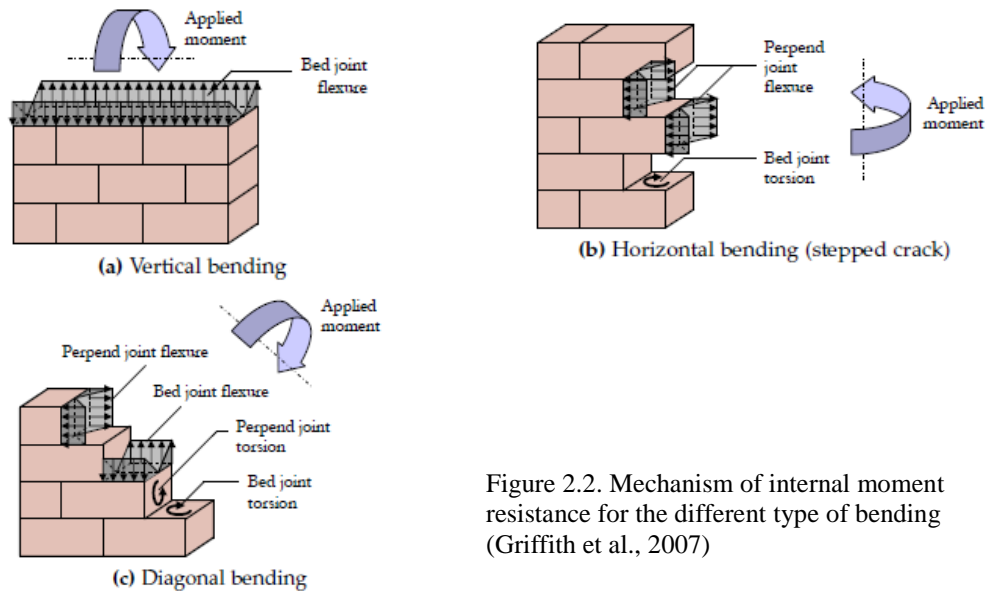 Applied
moment
Bed joint
flexure
(a) Vertical bending
Perpend
joint
flexure
Applied
moment
Bed joint
torsion
(b) Horizontal bending (stepped crack)
Applied
moment
Perpend joint flexure
Bed joint flexure
Perpend joint
torsion
Bed joint
torsion
(c) Diagonal bending
Figure 2.2. Mechanism of internal moment
resistance for the different type of bending
(Griffith et al., 2007)